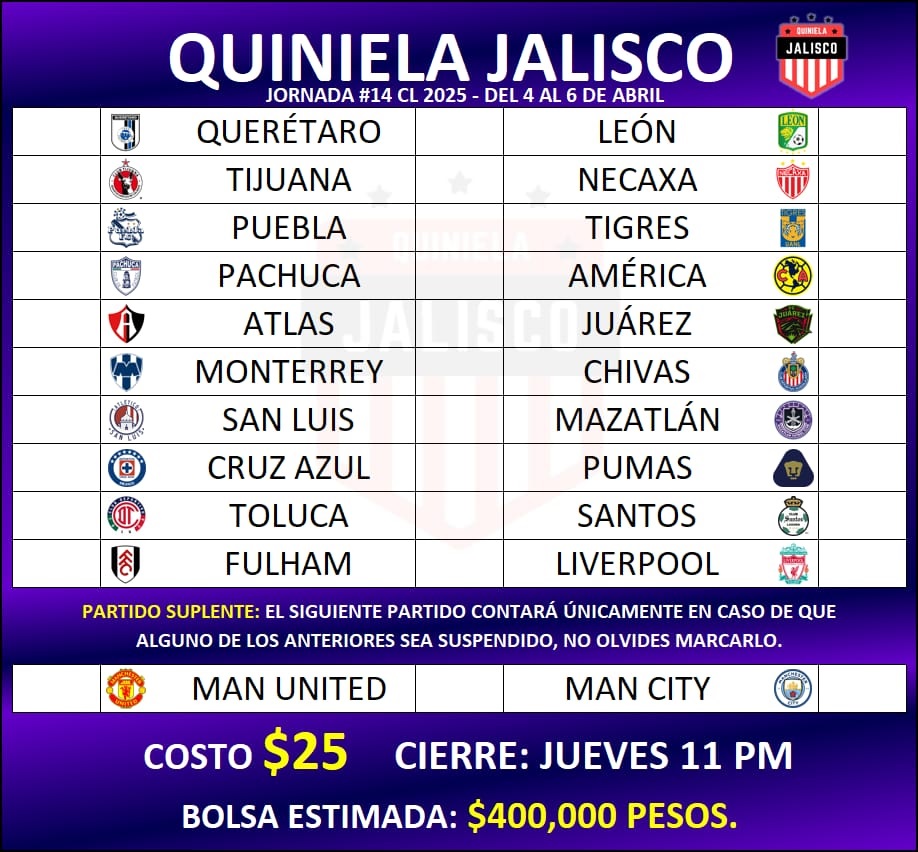 QUINIELA JALISCO
QUINIELA
JALISCO
JORNADA #14 CL 2025 - DEL 4 AL 6 DE ABRIL
QUERÉTARO LEÓN
TIJUANA NECAXA
PUEBLA TIGRES
PACHUCA AMÉRICA
ATLAS JUÁREZ
MONTERREY CHIVAS
SAN LUIS MAZATLÁN
CRUZ AZUL PUMAS
TOLUCA SANTOS
FULHAM LIVERPOOL
QUINIELA
JALISCO
PARTIDO SUPLENTE: EL SIGUIENTE PARTIDO CONTARÁ ÚNICAMENTE EN CASO DE QUE
ALGUNO DE LOS ANTERIORES SEA SUSPENDIDO, NO OLVIDES MARCARLO.
MAN UNITED MAN CITY
COSTO $25 CIERRE: JUEVES 11 PM
BOLSA ESTIMADA: $400,000 PESOS.